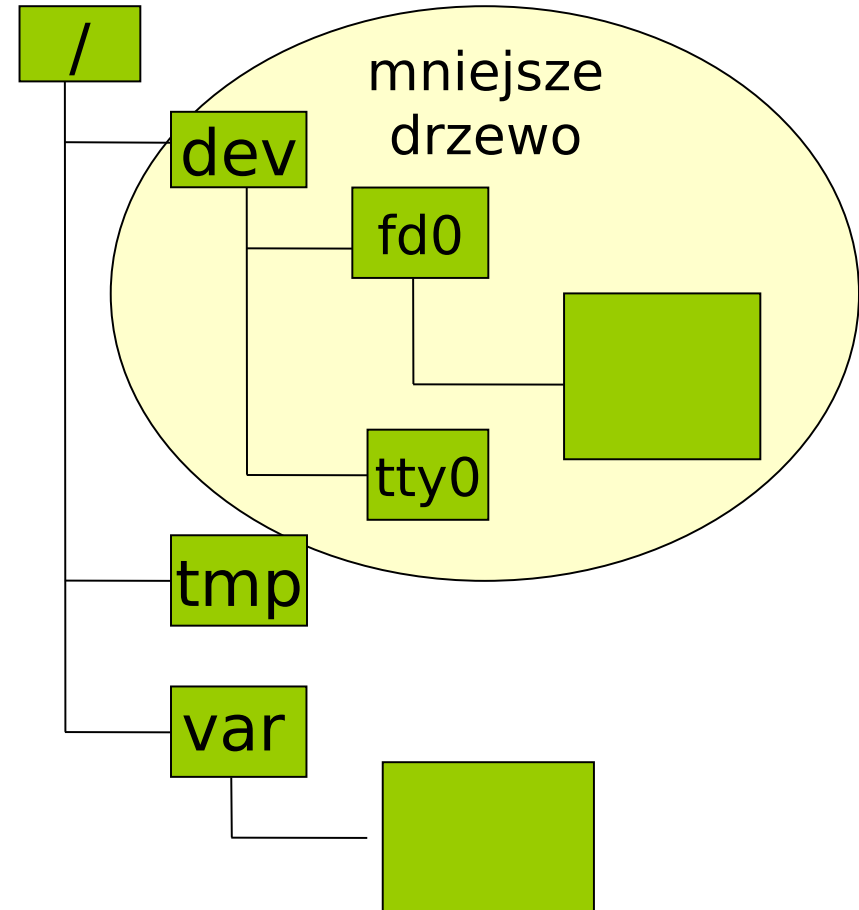 /
mniejsze
drzewo
dev
fd0
tty0
tmp
var